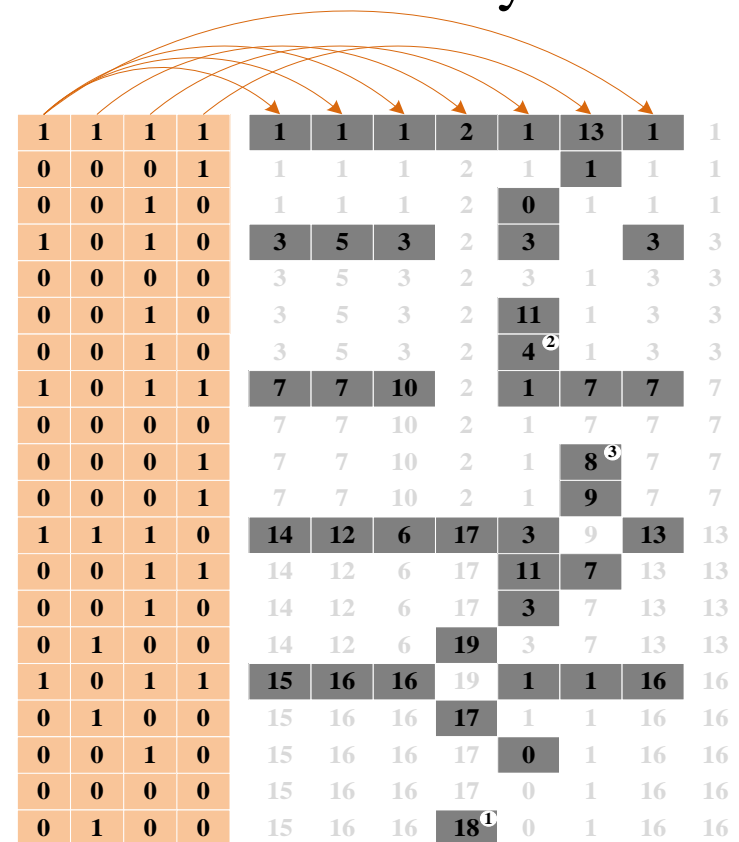 1 1 1 1 1 1 1 2 1 13 1 1
0 0 0 1 1 1 1 2 1 1 1 1
0 0 1 0 1 1 1 2 0 1 1 1
1 0 1 0 3 5 3 2 3 3 3
0 0 0 0 3 5 3 2 3 1 3 3
0 0 1 0 3 5 3 2 11 1 3 3
0 0 1 0 3 5 3 2 4 2 1 3 3
1 0 1 1 7 7 10 2 1 7 7 7
0 0 0 0 7 7 10 2 1 7 7 7
0 0 0 1 7 7 10 2 1 8 3 7 7
0 0 0 1 7 7 10 2 1 9 7 7
1 1 1 0 14 12 6 17 3 9 13 13
0 0 1 1 14 12 6 17 11 7 13 13
0 0 1 0 14 12 6 17 3 7 13 13
0 1 0 0 14 12 6 19 3 7 13 13
1 0 1 1 15 16 16 19 1 1 16 16
0 1 0 0 15 16 16 17 1 1 16 16
0 0 1 0 15 16 16 17 0 1 16 16
0 0 0 0 15 16 16 17 0 1 16 16
0 1 0 0 15 16 16 18 1 0 1 16 16